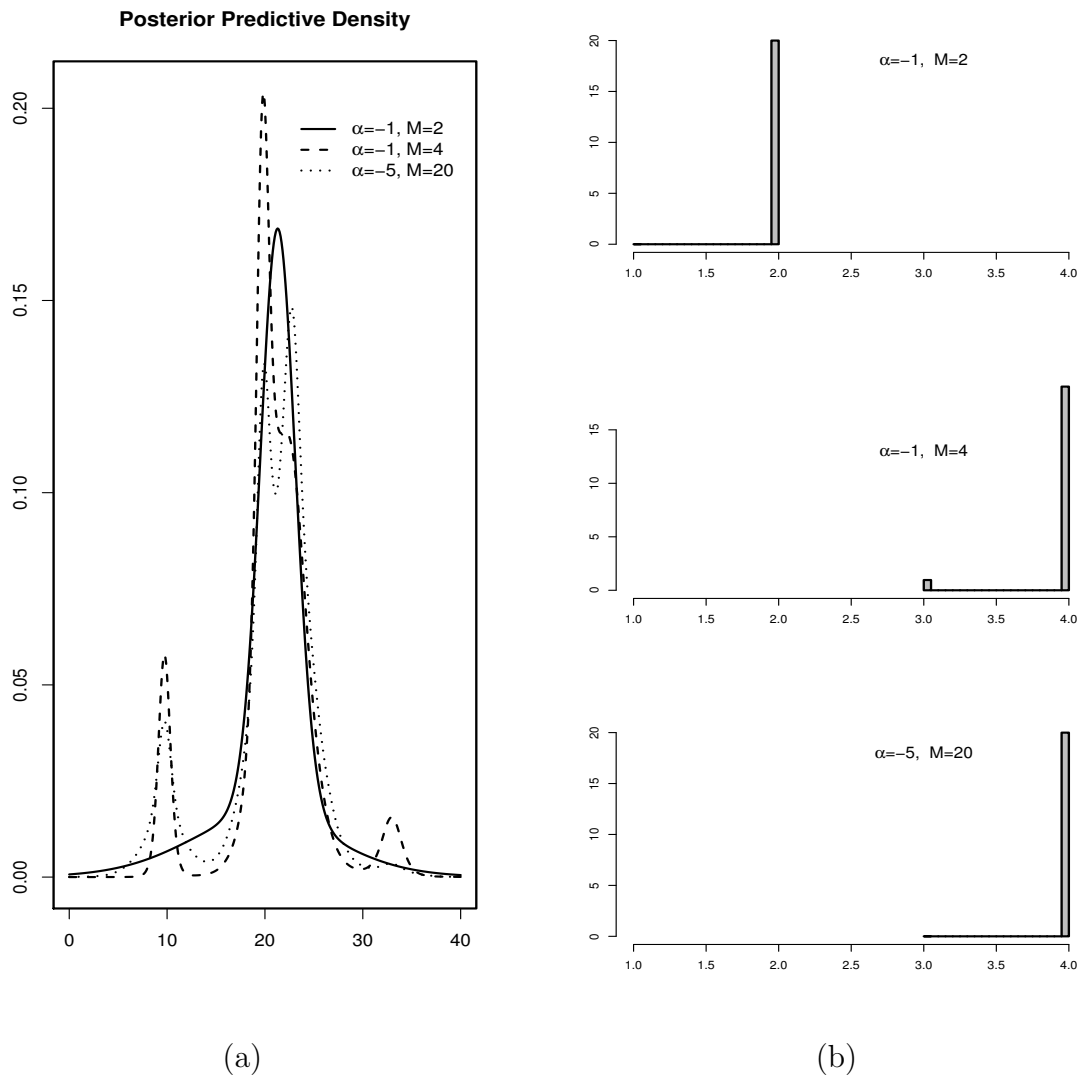 Posterior Predictive Density
0.00
0.05
0.10
0.15
0.20
α=−1, M=2
α=−1, M=4
α=−5, M=20
0 10 20 30 40
(a)
α=−1, M=2
0 5 10 15 20
1.0 1.5 2.0 2.5 3.0 3.5 4.0
α=−1, M=4
0 5 10 15
1.0 1.5 2.0 2.5 3.0 3.5 4.0
α=−5, M=20
0 5 10 15 20
1.0 1.5 2.0 2.5 3.0 3.5 4.0
(b)